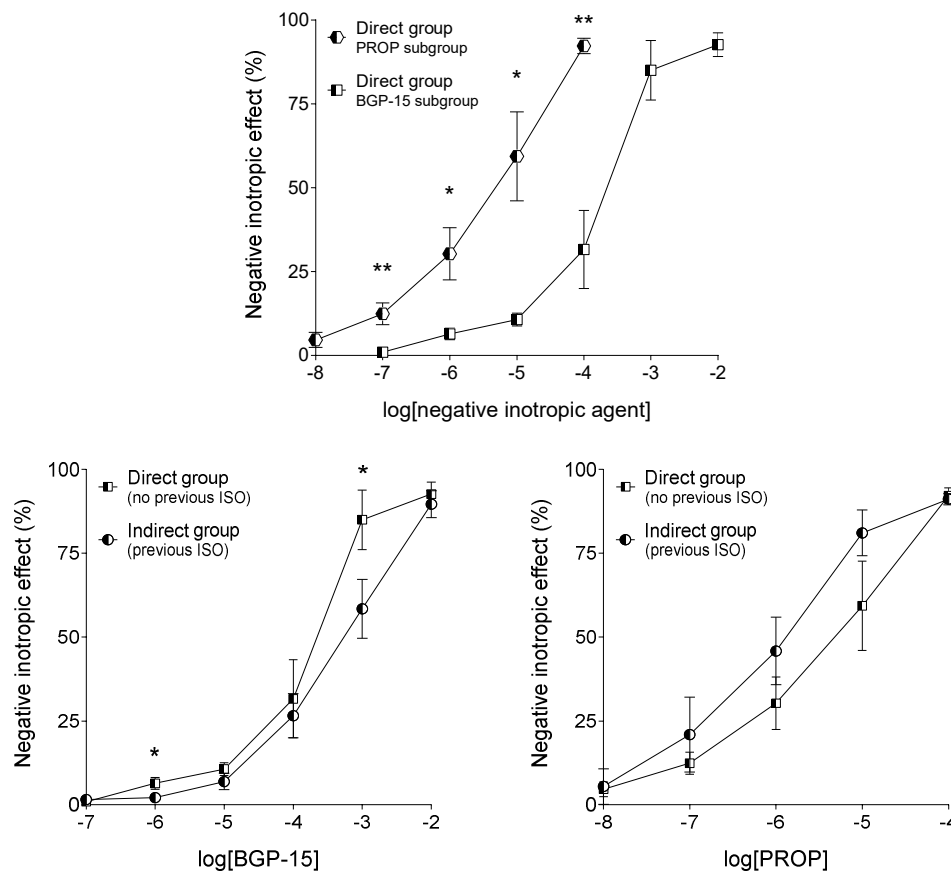 Negative inotropic effect (%)
100
75
50
25
0
Direct group
PROP subgroup
Direct group
BGP-15 subgroup
**
*
*
**
-8 -7 -6 -5 -4 -3 -2
log[negative inotropic agent]
Negative inotropic effect (%)
100
75
50
25
0
Direct group
(no previous ISO)
Indirect group
(previous ISO)
*
*
-7 -6 -5 -4 -3 -2
log[BGP-15]
Negative inotropic effect (%)
100
75
50
25
0
Direct group
(no previous ISO)
Indirect group
(previous ISO)
-8 -7 -6 -5 -4
log[PROP]